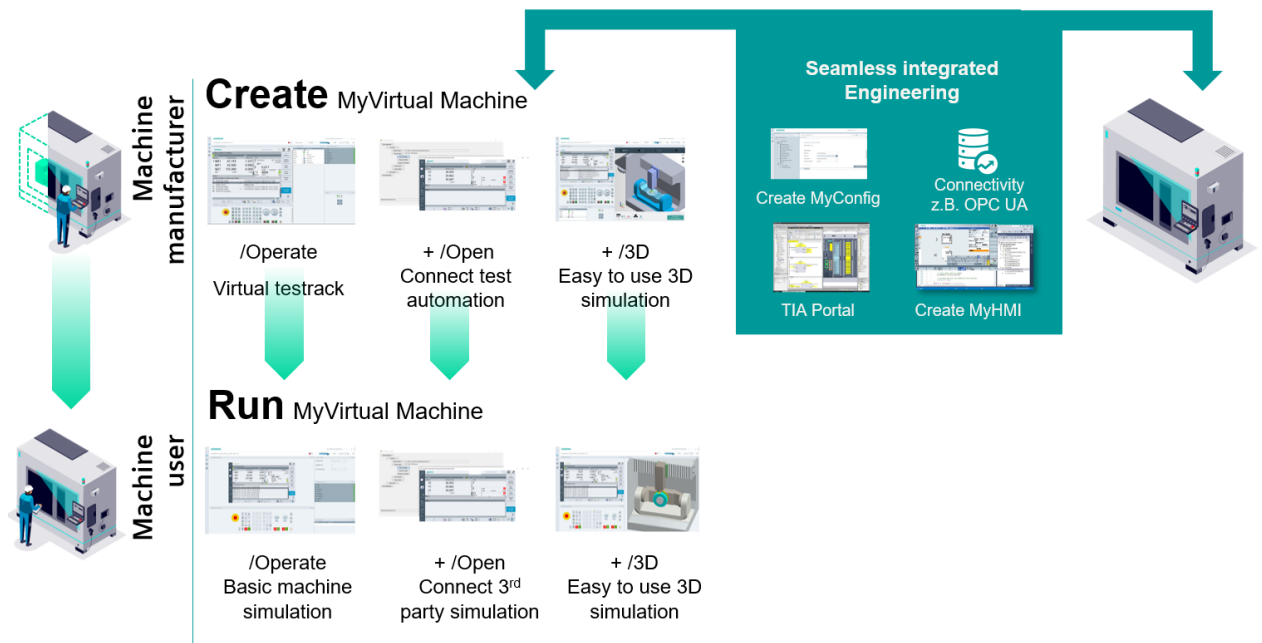 Seamless integrated
Engineering
Create MyConfig
Connectivity
z.B. OPC UA
TIA Portal
Create MyHMI
Machine
manufacturer
Create MyVirtual Machine
/Operate
Virtual testrack
+ /Open
Connect test
automation
+ /3D
Easy to use 3D
simulation
Machine
user
Run MyVirtual Machine
/Operate
Basic machine
simulation
+ /Open
Connect 3rd
party simulation
+ /3D
Easy to use 3D
simulation